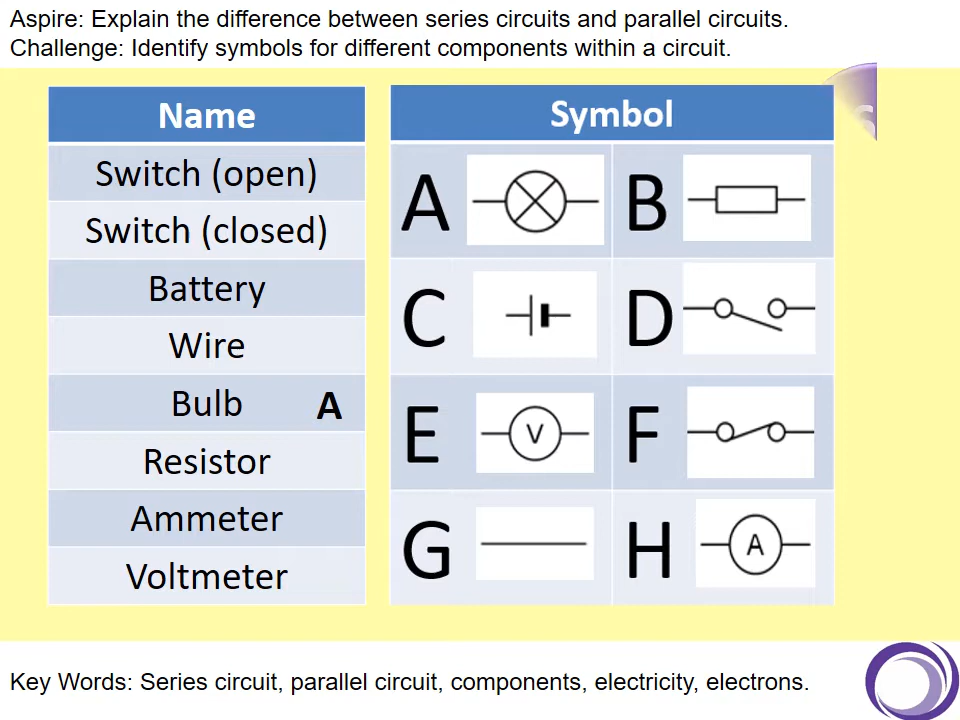 Aspire: Explain the difference between series circuits and parallel circuits.
Challenge: Identify symbols for different components within a circuit.
Name
Switch (open)
Switch (closed)
Battery
Wire
Bulb A
Resistor
Ammeter
Voltmeter
Symbol
A B
C D
E V F
G H A
Key Words: Series circuit, parallel circuit, components, electricity, electrons.